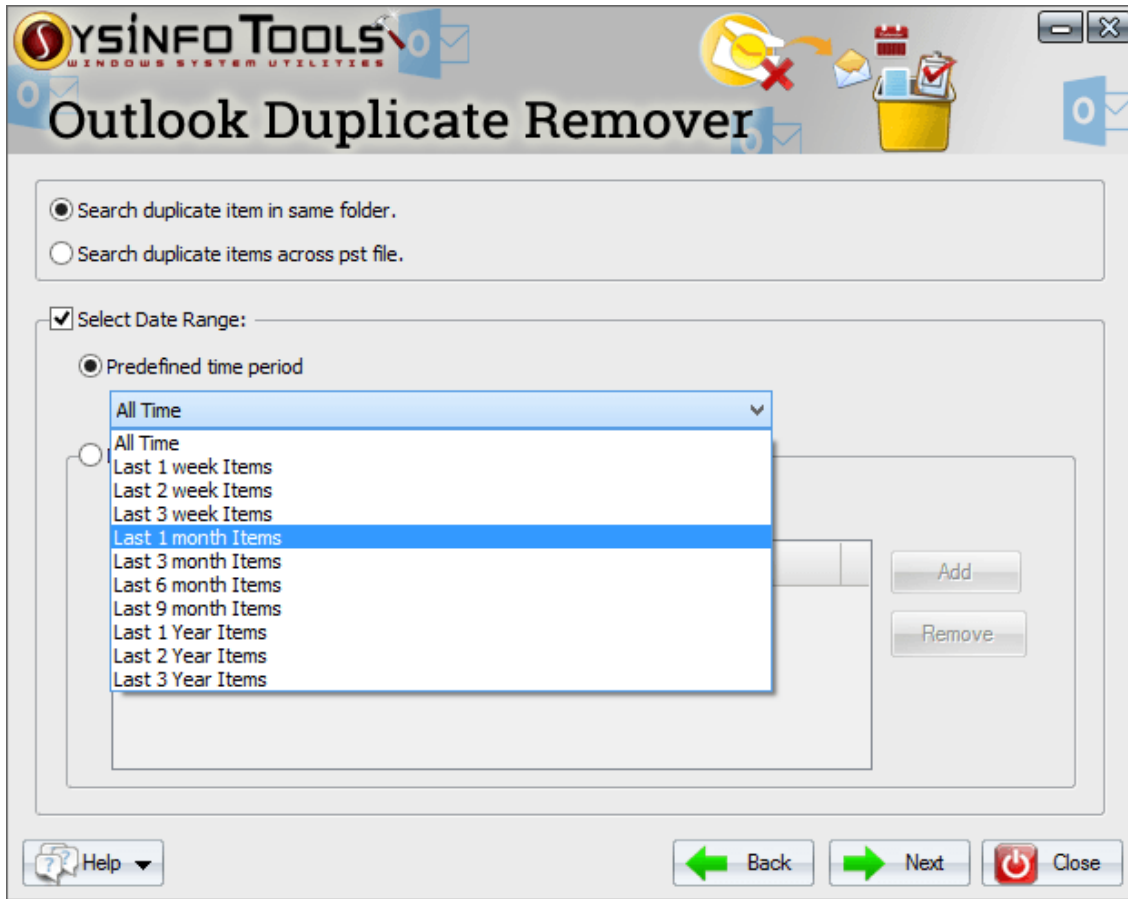 SYSINFO TOOLS
WINDOWS SYSTEM UTILITIES
Outlook Duplicate Remover
Search duplicate item in same folder.
Search duplicate items across pst file.
Select Date Range:
Predefined time period
All Time
All Time
Last 1 week Items
Last 2 week Items
Last 3 week Items
Last 1 month Items
Last 3 month Items
Last 6 month Items
Last 9 month Items
Last 1 Year Items
Last 2 Year Items
Last 3 Year Items
Add
Remove
Help
Back
Next
Close